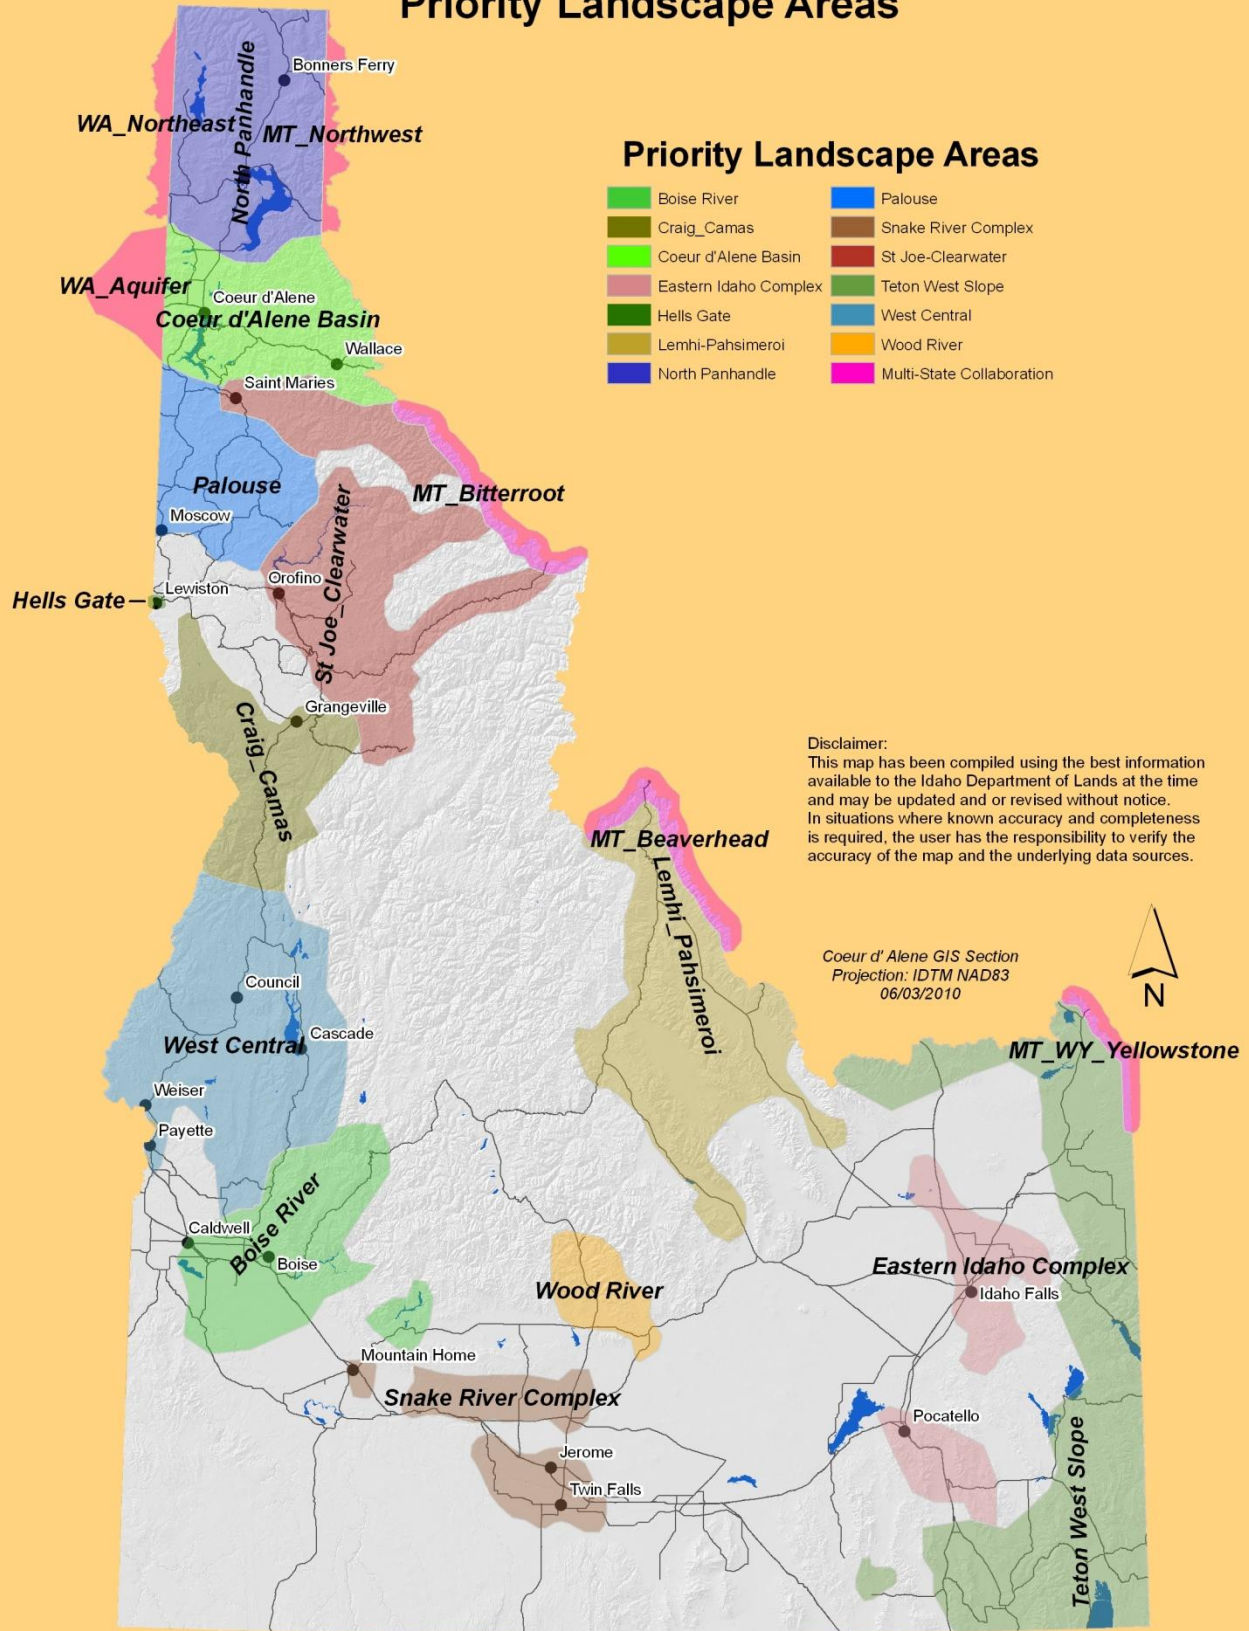 Priority Landscape Areas
Bonners Ferry
WA_Northeast
North Panhandle
MT_Northwest
Priority Landscape Areas
Boise River
Craig_Camas
Coeur d'Alene Basin
Eastern Idaho Complex
Hells Gate
Lemhi-Pahsimeroi
North Panhandle
Palouse
Snake River Complex
St Joe-Clearwater
Teton West Slope
West Central
Wood River
Multi-State Collaboration
WA_Aquifer
Coeur d'Alene
Coeur d'Alene Basin
Wallace
Saint Maries
Palouse
MT_Bitterroot
Moscow
St Joe_Clearwater
Orofino
Lewiston
Hells Gate
Grangeville
Craig_Camas
Disclaimer:
This map has been compiled using the best information
available to the Idaho Department of Lands at the time
and may be updated and or revised without notice.
In situations where known accuracy and completeness
is required, the user has the responsibility to verify the
accuracy of the map and the underlying data sources.
MT_Beaverhead
Lemhi_Pahsimeroi
Coeur d' Alene GIS Section
Projection: IDTM NAD83
06/03/2010
N
Council
Cascade
West Central
MT_WY_Yellowstone
Weiser
Payette
Boise River
Caldwell
Boise
Wood River
Eastern Idaho Complex
Idaho Falls
Mountain Home
Snake River Complex
Pocatello
Jerome
Twin Falls
Teton West Slope